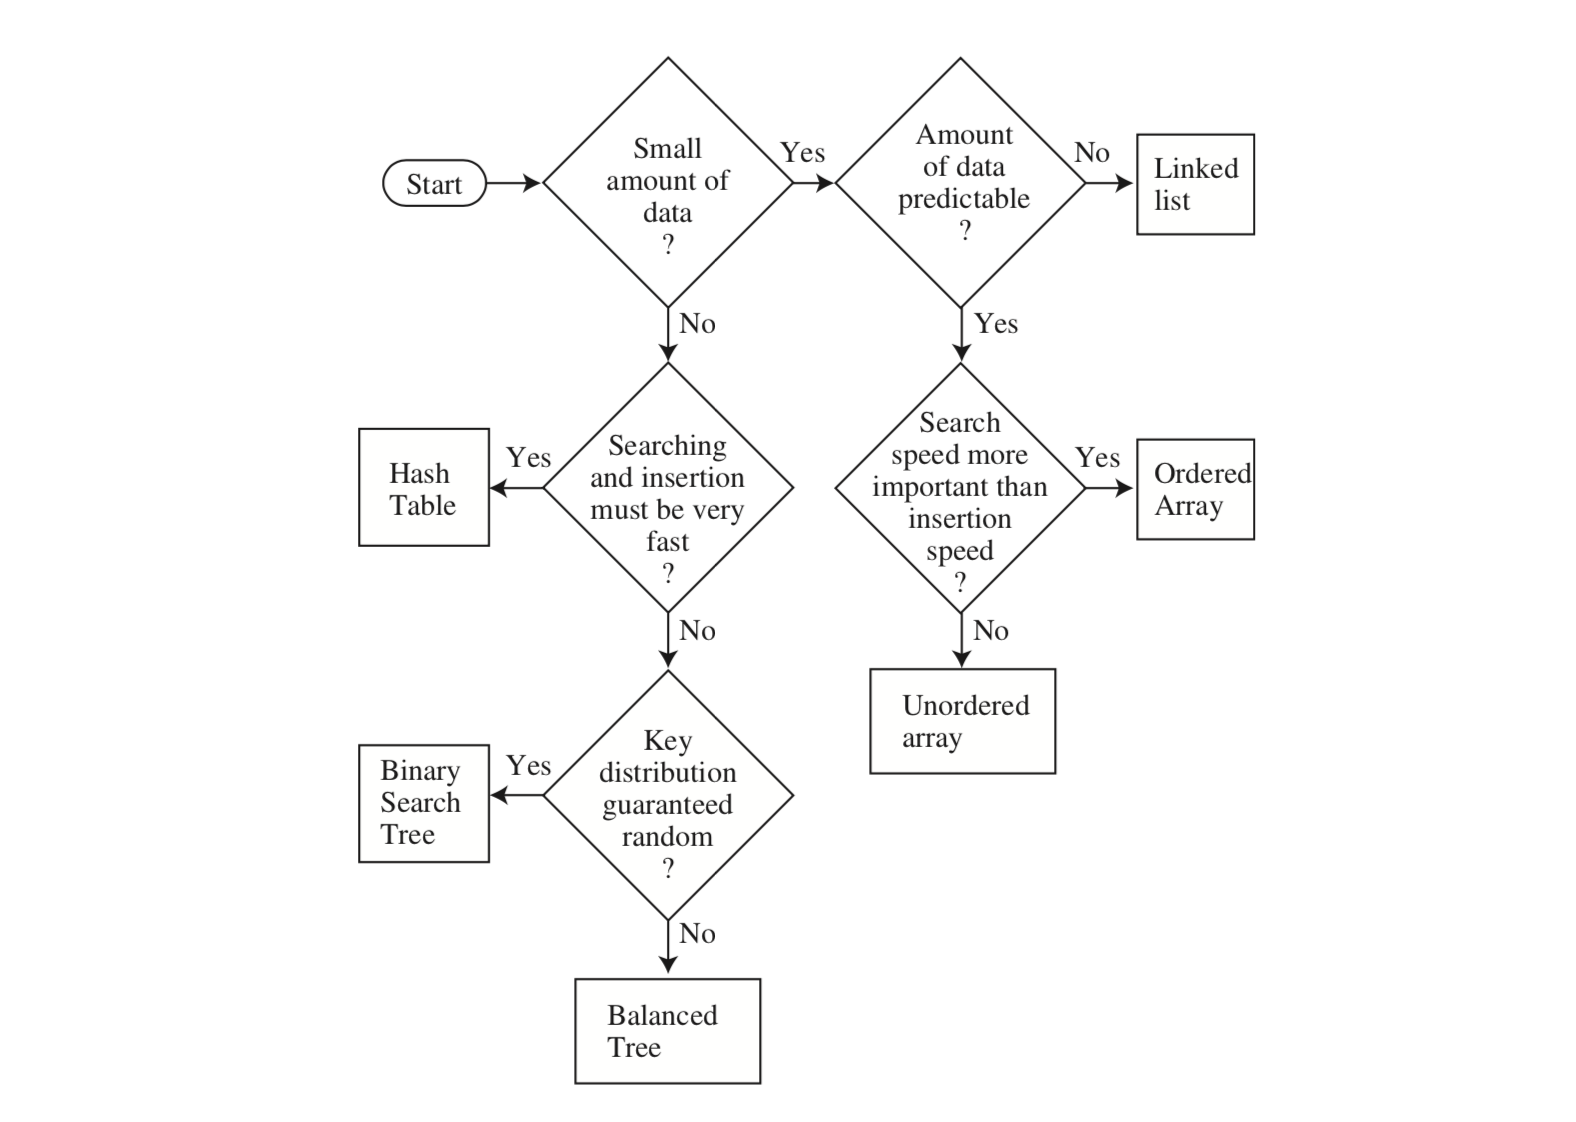 Start
Small
amount of
data
?
Yes
Amount
of data
predictable
?
No
Linked
list
No
Yes
Searching
and insertion
must be very
fast
?
Yes
Hash
Table
Search
speed more
important than
insertion
speed
?
Yes
Ordered
Array
No
No
Unordered
array
Key
distribution
guaranteed
random
?
Yes
Binary
Search
Tree
No
Balanced
Tree